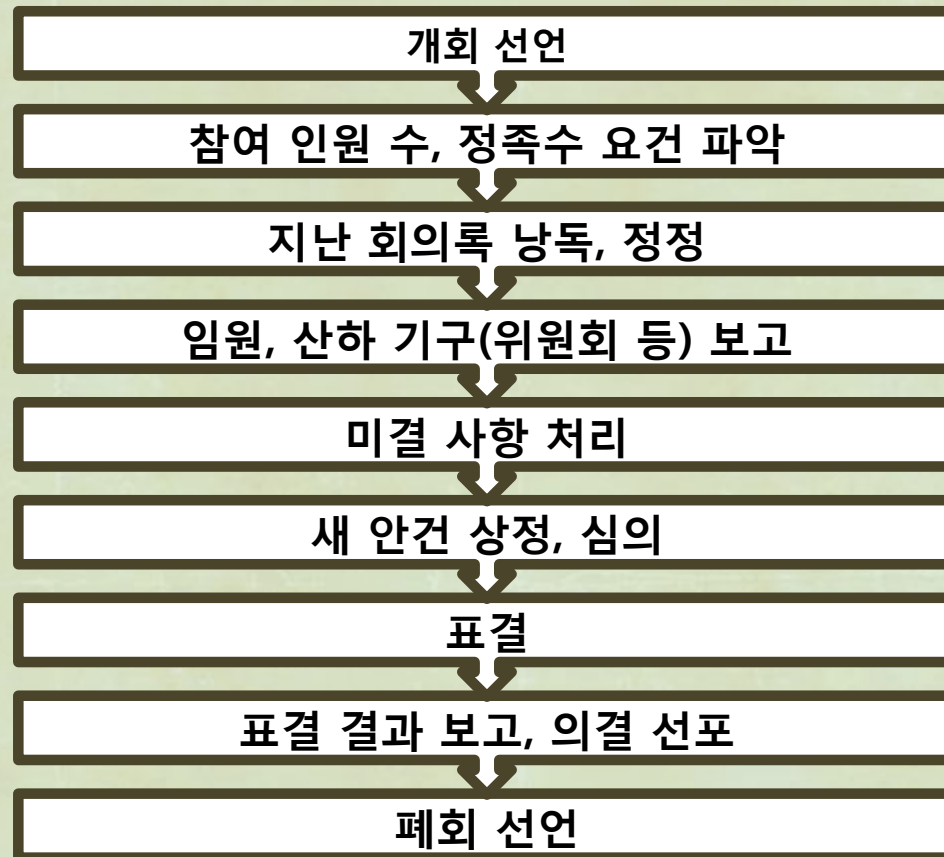 개회 선언
참여 인원 수, 정족수 요건 파악
지난 회의록 낭독, 정정
임원, 산하 기구(위원회 등) 보고
미결 사항 처리
새 안건 상정, 심의
표결
표결 결과 보고, 의결 선포
폐회 선언